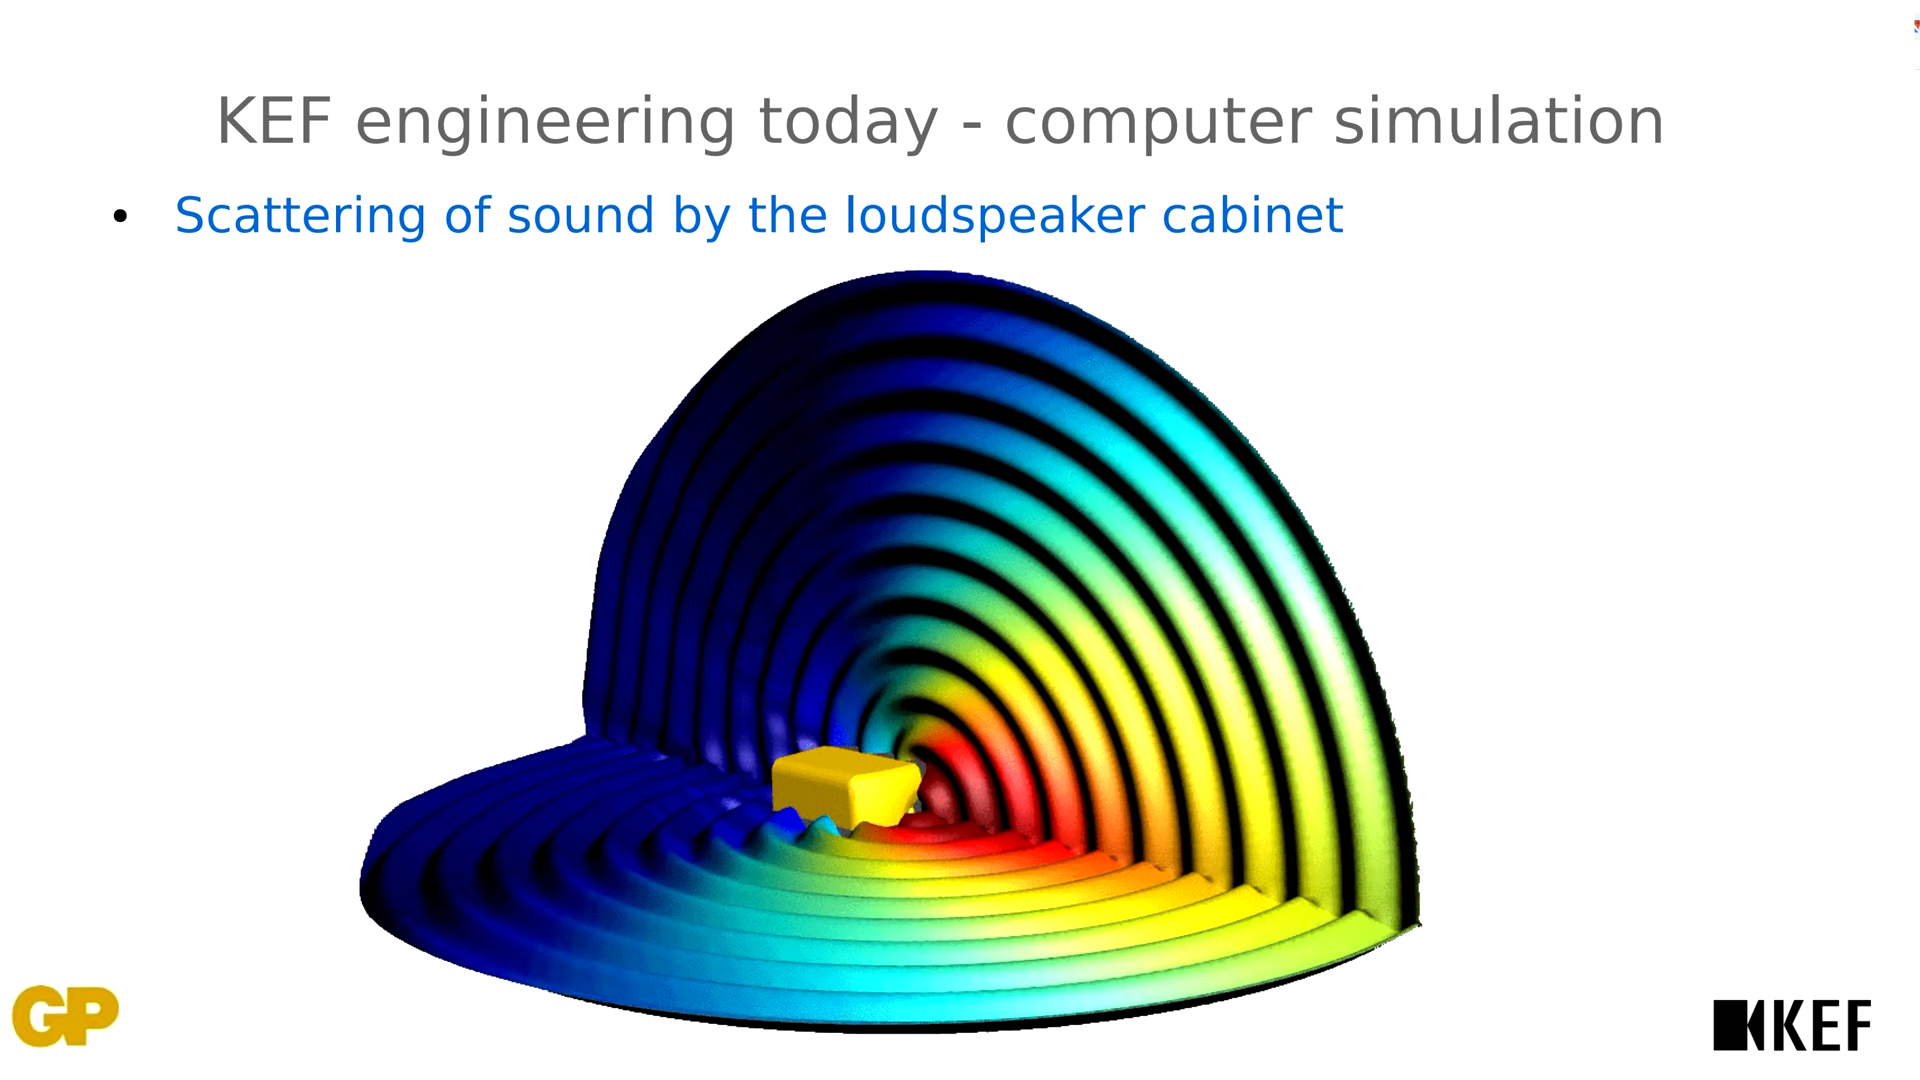 KEF engineering today - computer simulation
• Scattering of sound by the loudspeaker cabinet
GP
KEF